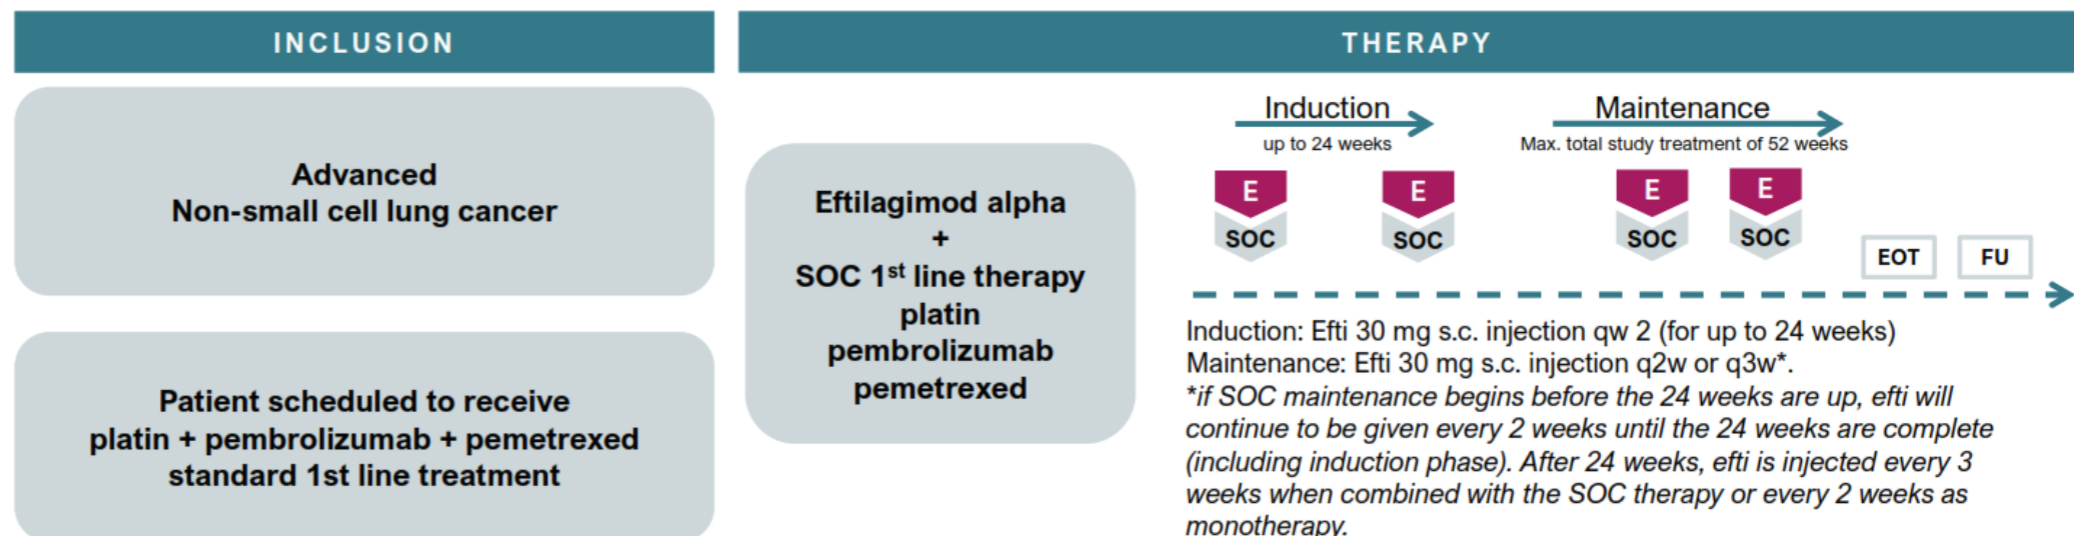 INCLUSION
Advanced
Non-small cell lung cancer
Patient scheduled to receive
platin + pembrolizumab + pemetrexed
standard 1st line treatment
THERAPY
Eftilagimod alpha
+
SOC 1st line therapy
platin
pembrolizumab
pemetrexed
Induction
up to 24 weeks
Maintenance
Max. total study treatment of 52 weeks
E
SOC
E
SOC
E
SOC
E
SOC
EOT
FU
Induction: Efti 30 mg s.c. injection qw 2 (for up to 24 weeks)
Maintenance: Efti 30 mg s.c. injection q2w or q3w*.
*if SOC maintenance begins before the 24 weeks are up, efti will
continue to be given every 2 weeks until the 24 weeks are complete
(including induction phase). After 24 weeks, efti is injected every 3
weeks when combined with the SOC therapy or every 2 weeks as
monotherapy.